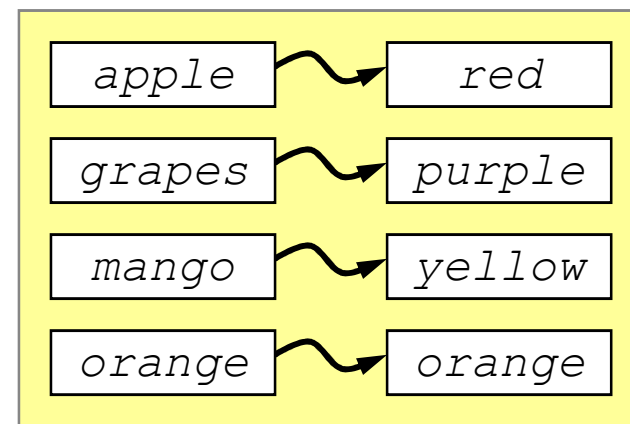 apple red
grapes purple
mango yellow
orange orange